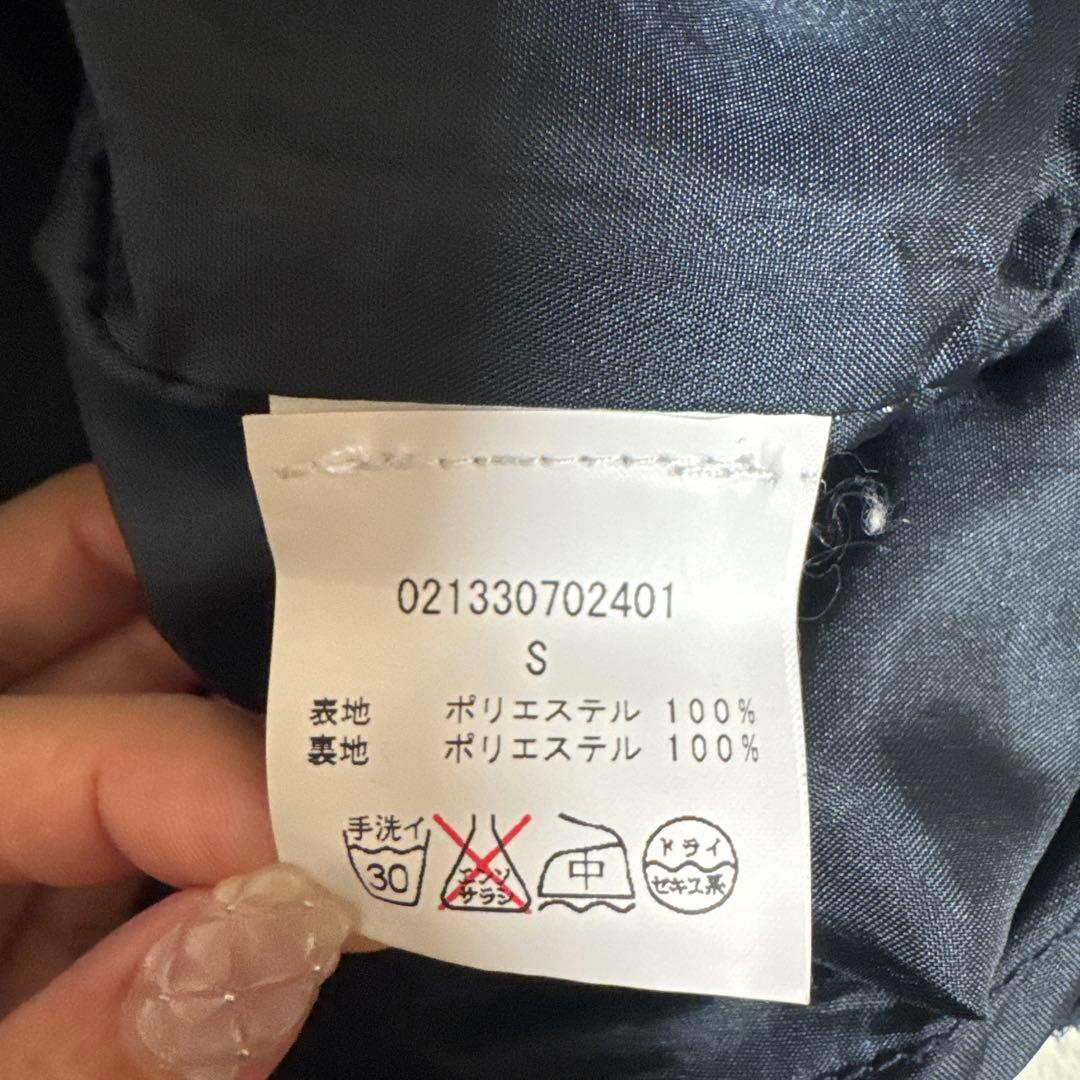 021330702401
S
表地 ポリエステル 100%
裏地 ポリエステル 100%
手洗イ
30
エンソ
サラシ
中
ドライ
セキユ系